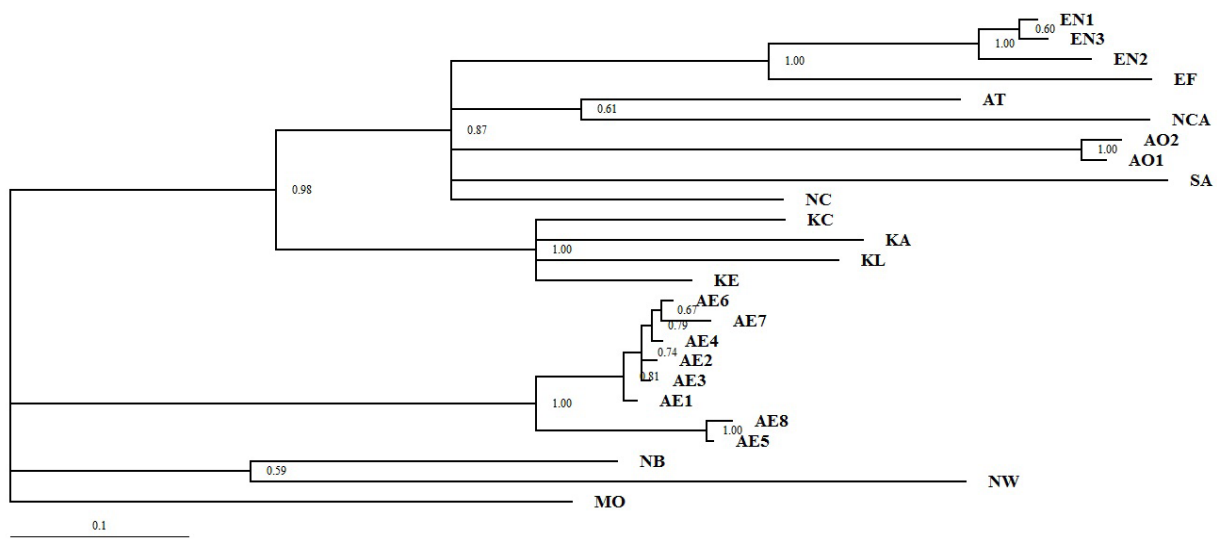 EN1
0.60
EN3
1.00
EN2
1.00
EF
AT
0.61
NCA
0.87
AO2
1.00
AO1
SA
0.98
NC
KC
KA
1.00
KL
KE
AE6
0.67
AE7
0.79
AE4
0.74
AE2
0.81
AE3
1.00
AE1
AE8
1.00
AE5
NB
0.59
NW
MO
0.1